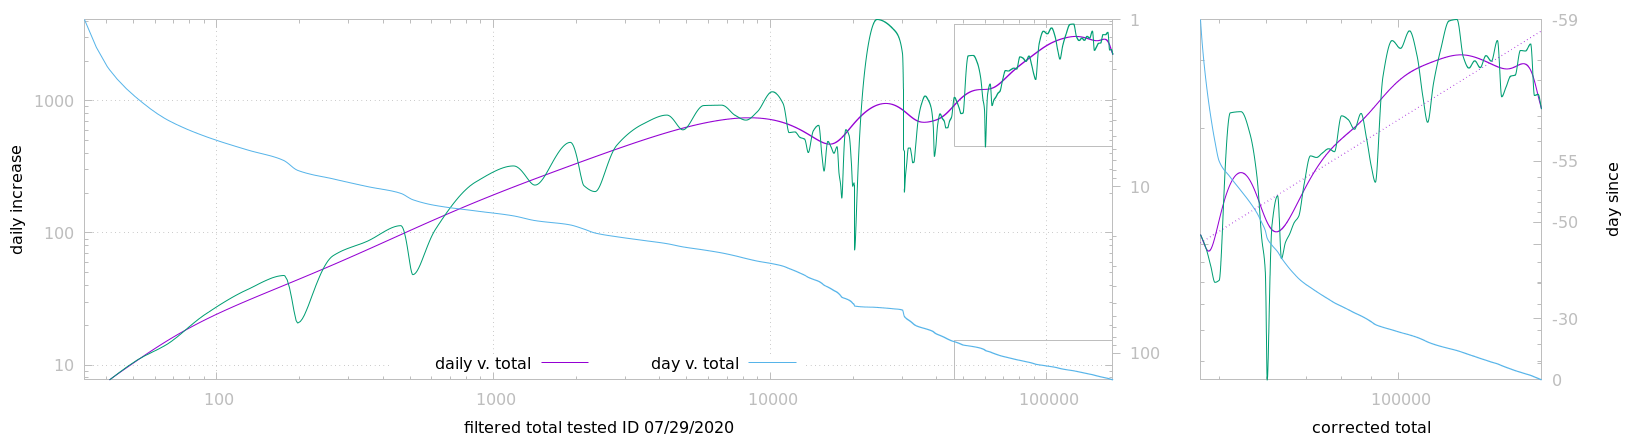 daily increase
1000
100
10
100
1000
10000
100000
1
10
100
daily v. total
day v. total
filtered total tested ID 07/29/2020
-59
-55
-50
-30
0
day since
100000
corrected total